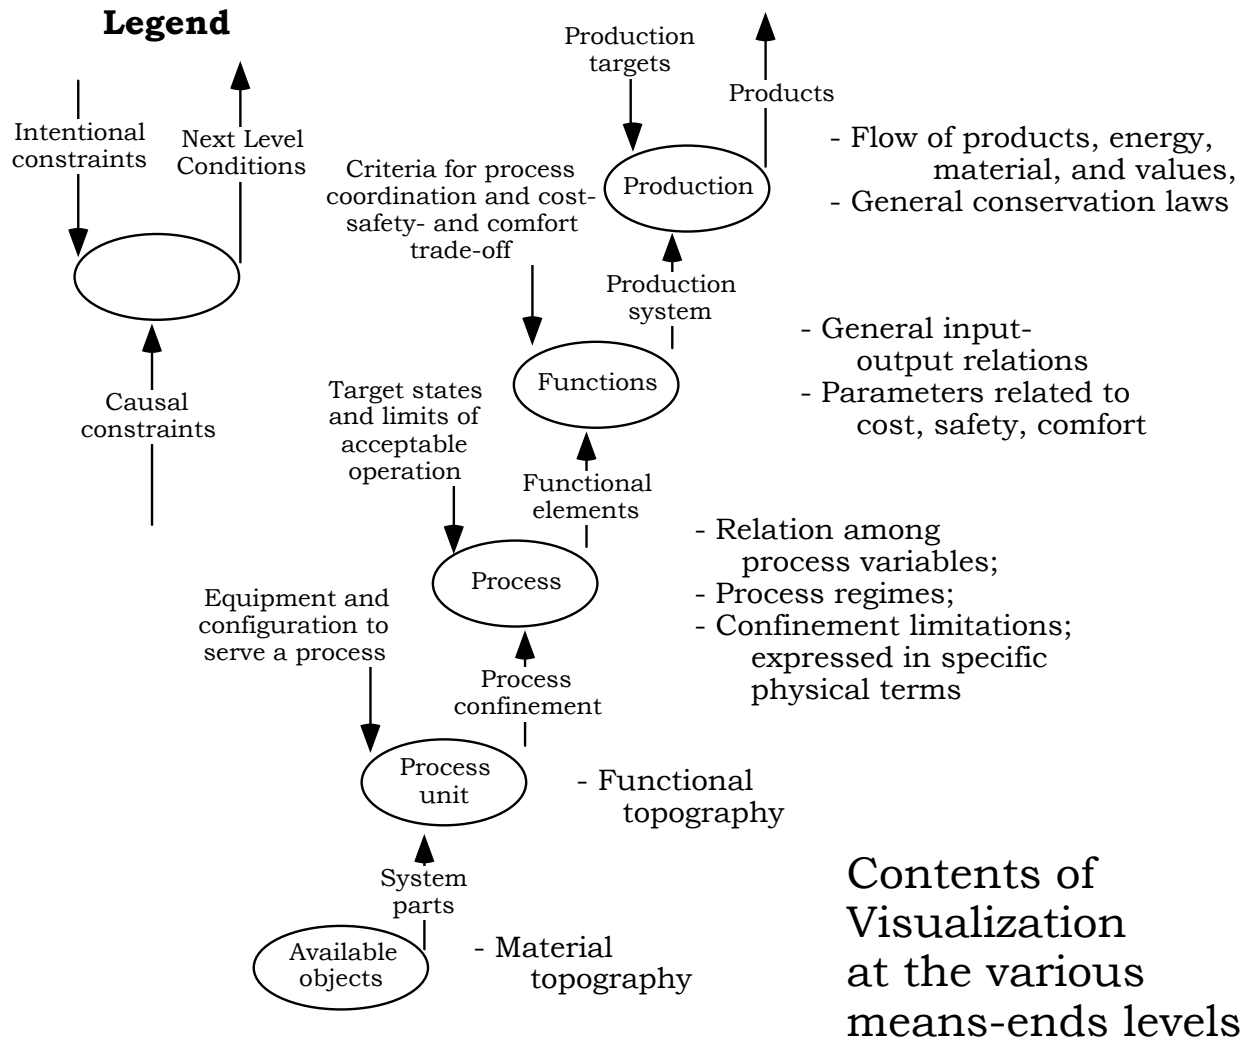 Legend
Intentional
constraints
Next Level
Conditions
Causal
constraints
Production
targets
Products
Production
- Flow of products, energy,
material, and values,
- General conservation laws
Criteria for process
coordination and cost-
safety- and comfort
trade-off
Production
system
Functions
- General input-
output relations
- Parameters related to
cost, safety, comfort
Target states
and limits of
acceptable
operation
Functional
elements
Process
- Relation among
process variables;
- Process regimes;
- Confinement limitations;
expressed in specific
physical terms
Equipment and
configuration to
serve a process
Process
confinement
Process
unit
- Functional
topography
System
parts
Available
objects
- Material
topography
Contents of
Visualization
at the various
means-ends levels